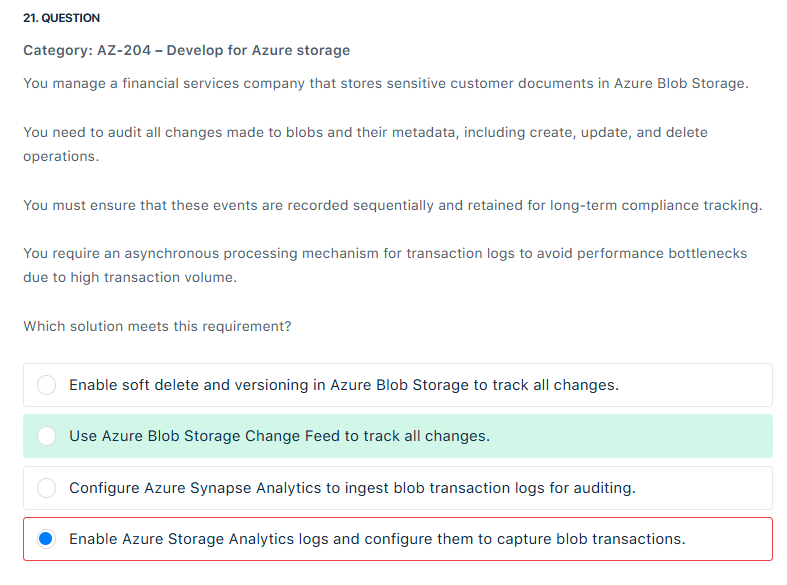 21. QUESTION
Category: AZ-204 – Develop for Azure storage
You manage a financial services company that stores sensitive customer documents in Azure Blob Storage.
You need to audit all changes made to blobs and their metadata, including create, update, and delete
operations.
You must ensure that these events are recorded sequentially and retained for long-term compliance tracking.
You require an asynchronous processing mechanism for transaction logs to avoid performance bottlenecks
due to high transaction volume.
Which solution meets this requirement?
Enable soft delete and versioning in Azure Blob Storage to track all changes.
Use Azure Blob Storage Change Feed to track all changes.
Configure Azure Synapse Analytics to ingest blob transaction logs for auditing.
Enable Azure Storage Analytics logs and configure them to capture blob transactions.